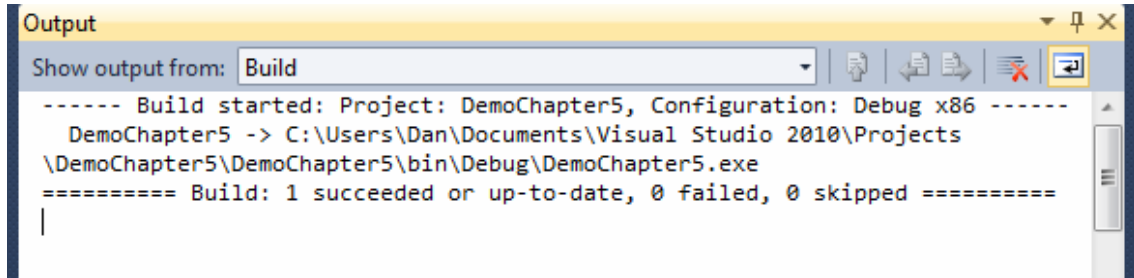 Output
Show output from: Build
------ Build started: Project: DemoChapter5, Configuration: Debug x86 ------
DemoChapter5 -> C:\Users\Dan\Documents\Visual Studio 2010\Projects
\DemoChapter5\DemoChapter5\bin\Debug\DemoChapter5.exe
========== Build: 1 succeeded or up-to-date, 0 failed, 0 skipped ==========